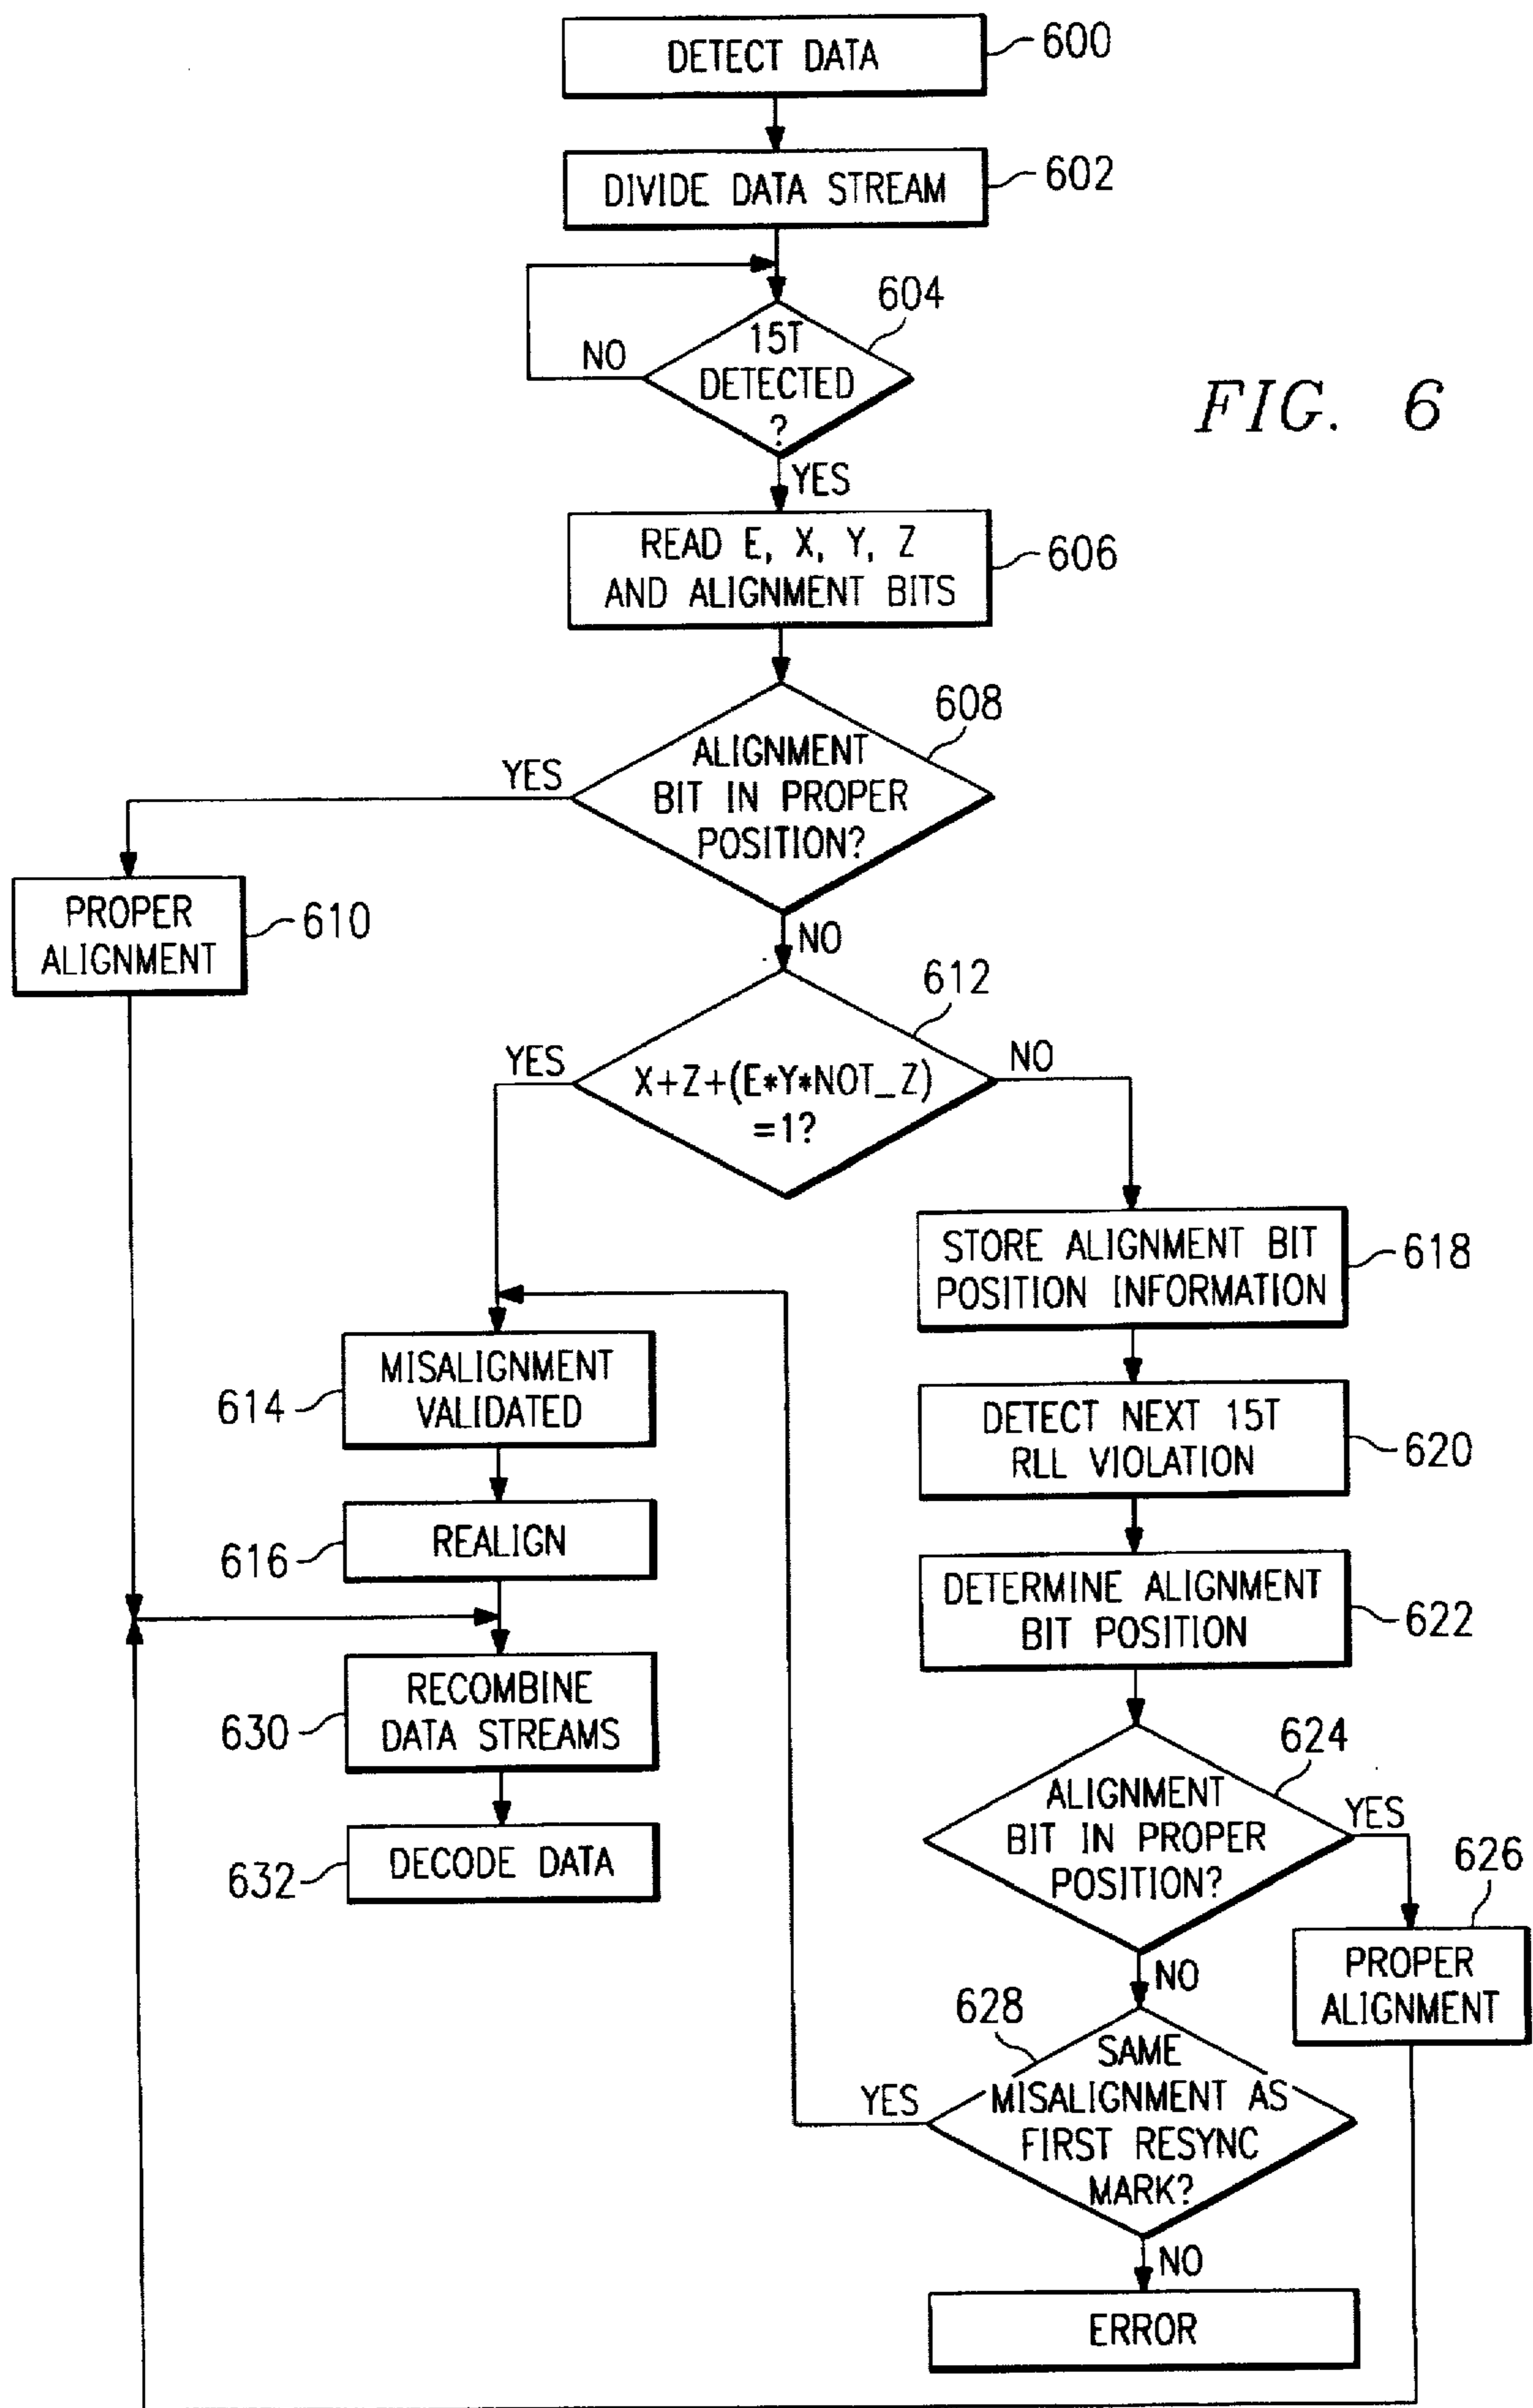 DETECT DATA
600
DIVIDE DATA STREAM
602
604
15T
DETECTED
?
NO
YES
FIG. 6
READ E, X, Y, Z
AND ALIGNMENT BITS
606
608
ALIGNMENT
BIT IN PROPER
POSITION?
YES
NO
PROPER
ALIGNMENT
610
612
X+Z+(E*Y*NOT_Z)
=1?
YES
NO
STORE ALIGNMENT BIT
POSITION INFORMATION
618
MISALIGNMENT
VALIDATED
614
DETECT NEXT 15T
RLL VIOLATION
620
REALIGN
616
DETERMINE ALIGNMENT
BIT POSITION
622
RECOMBINE
DATA STREAMS
630
624
ALIGNMENT
BIT IN PROPER
POSITION?
YES
NO
DECODE DATA
632
626
PROPER
ALIGNMENT
628
SAME
MISALIGNMENT AS
FIRST RESYNC
MARK?
YES
NO
ERROR